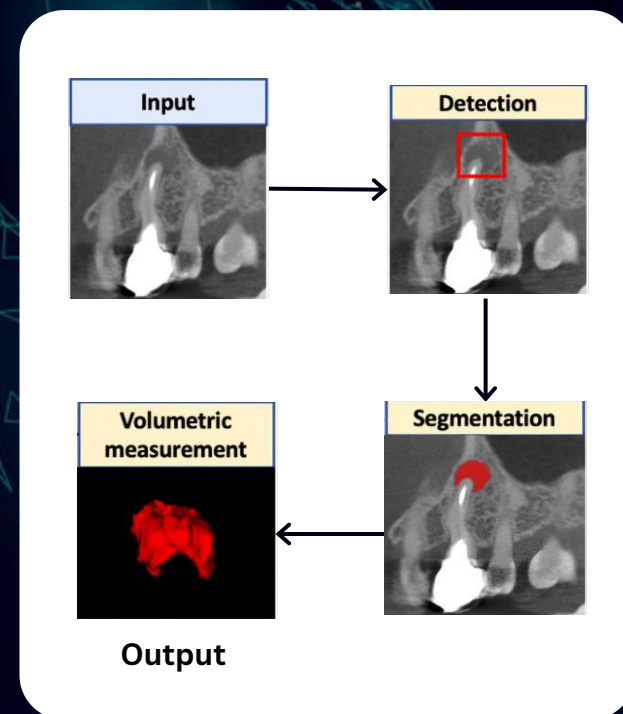 Input
Detection
Segmentation
Volumetric
measurement
Output